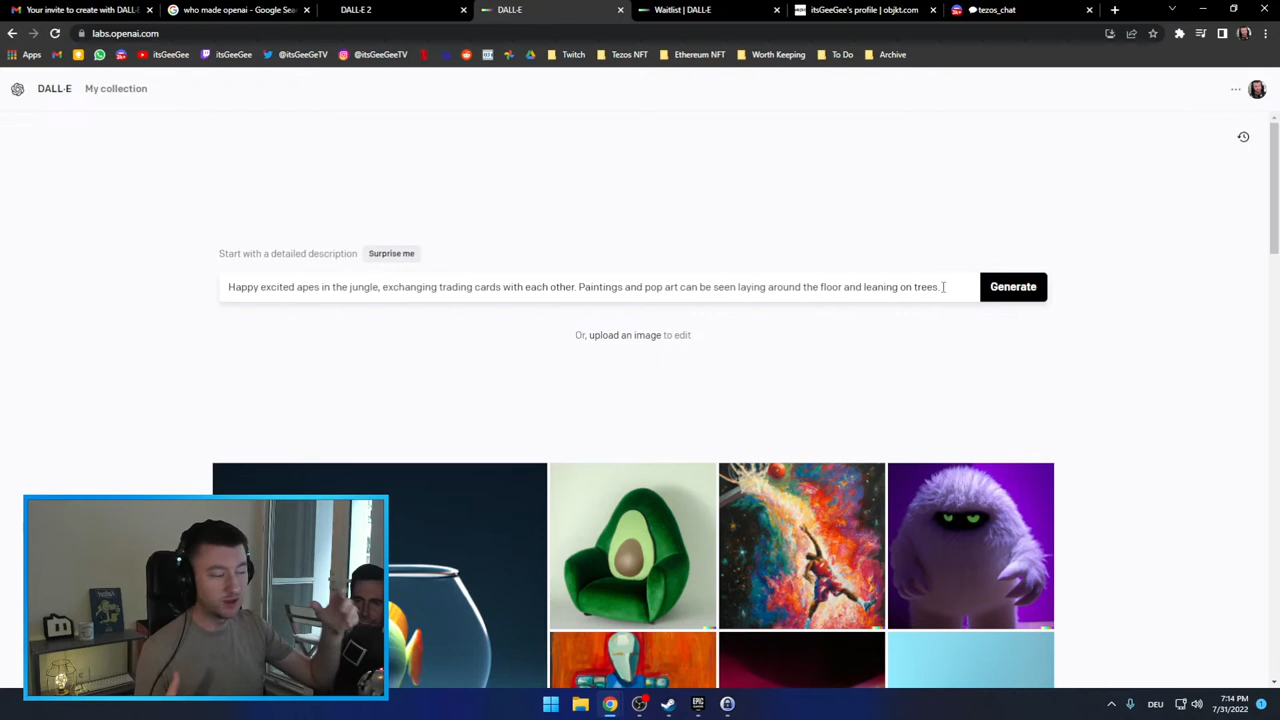 Your invite to create with DALL·E
who made openai - Google Sea
DALL·E 2
DALL·E
Waitlist | DALL·E
itsGeeGee's profile | objkt.com
tezos_chat
labs.openai.com
Apps
itsGeeGee
itsGeeGee
@itsGeeGeeTV
@itsGeeGeeTV
Twitch
Tezos NFT
Ethereum NFT
Worth Keeping
To Do
Archive
DALL·E
My collection
Start with a detailed description
Surprise me
Happy excited apes in the jungle, exchanging trading cards with each other. Paintings and pop art can be seen laying around the floor and leaning on trees.
Generate
Or, upload an image to edit
DEU
7:14 PM
7/31/2022